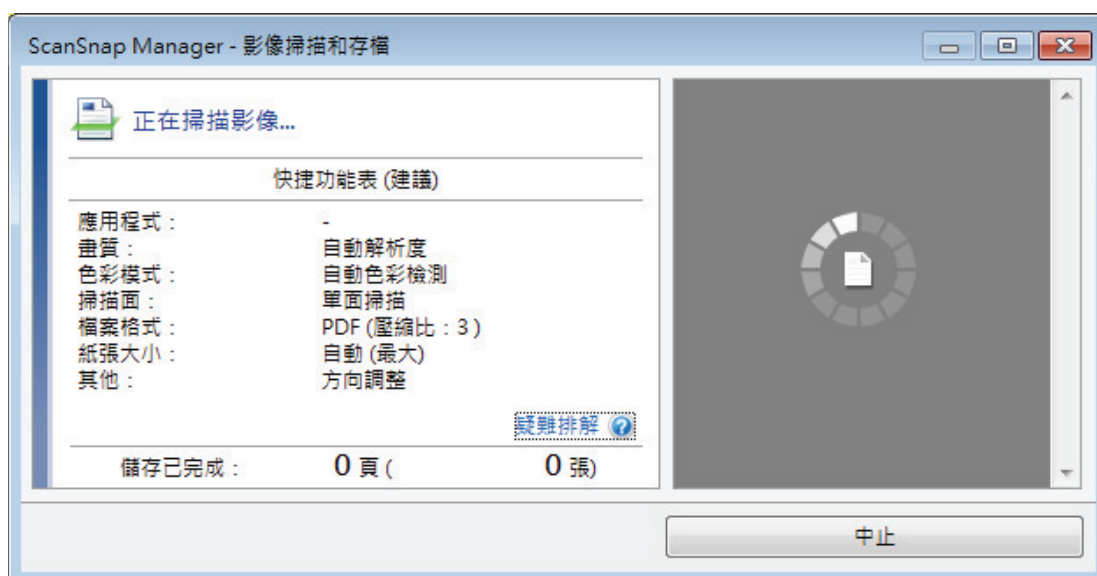 ScanSnap Manager - 影像掃描和存檔
正在掃描影像...
快捷功能表 (建議)
應用程式： -
畫質： 自動解析度
色彩模式： 自動色彩檢測
掃描面： 單面掃描
檔案格式： PDF (壓縮比：3)
紙張大小： 自動 (最大)
其他： 方向調整
疑難排解
儲存已完成： 0 頁 ( 0 張)
中止